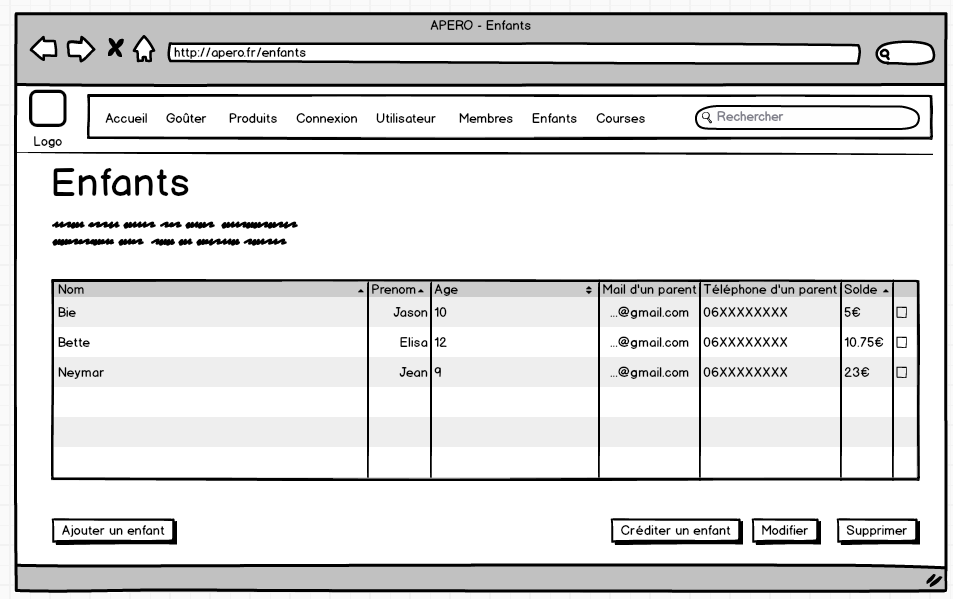 APERO - Enfants
http://apero.fr/enfants
Logo
Accueil Goûter Produits Connexion Utilisateur Membres Enfants Courses Rechercher
Enfants
Nom Prenom Age Mail d'un parent Téléphone d'un parent Solde
Bie Jason 10 ...@gmail.com 06XXXXXXXX 5€
Bette Elisa 12 ...@gmail.com 06XXXXXXXX 10.75€
Neymar Jean 9 ...@gmail.com 06XXXXXXXX 23€
Ajouter un enfant Créditer un enfant Modifier Supprimer